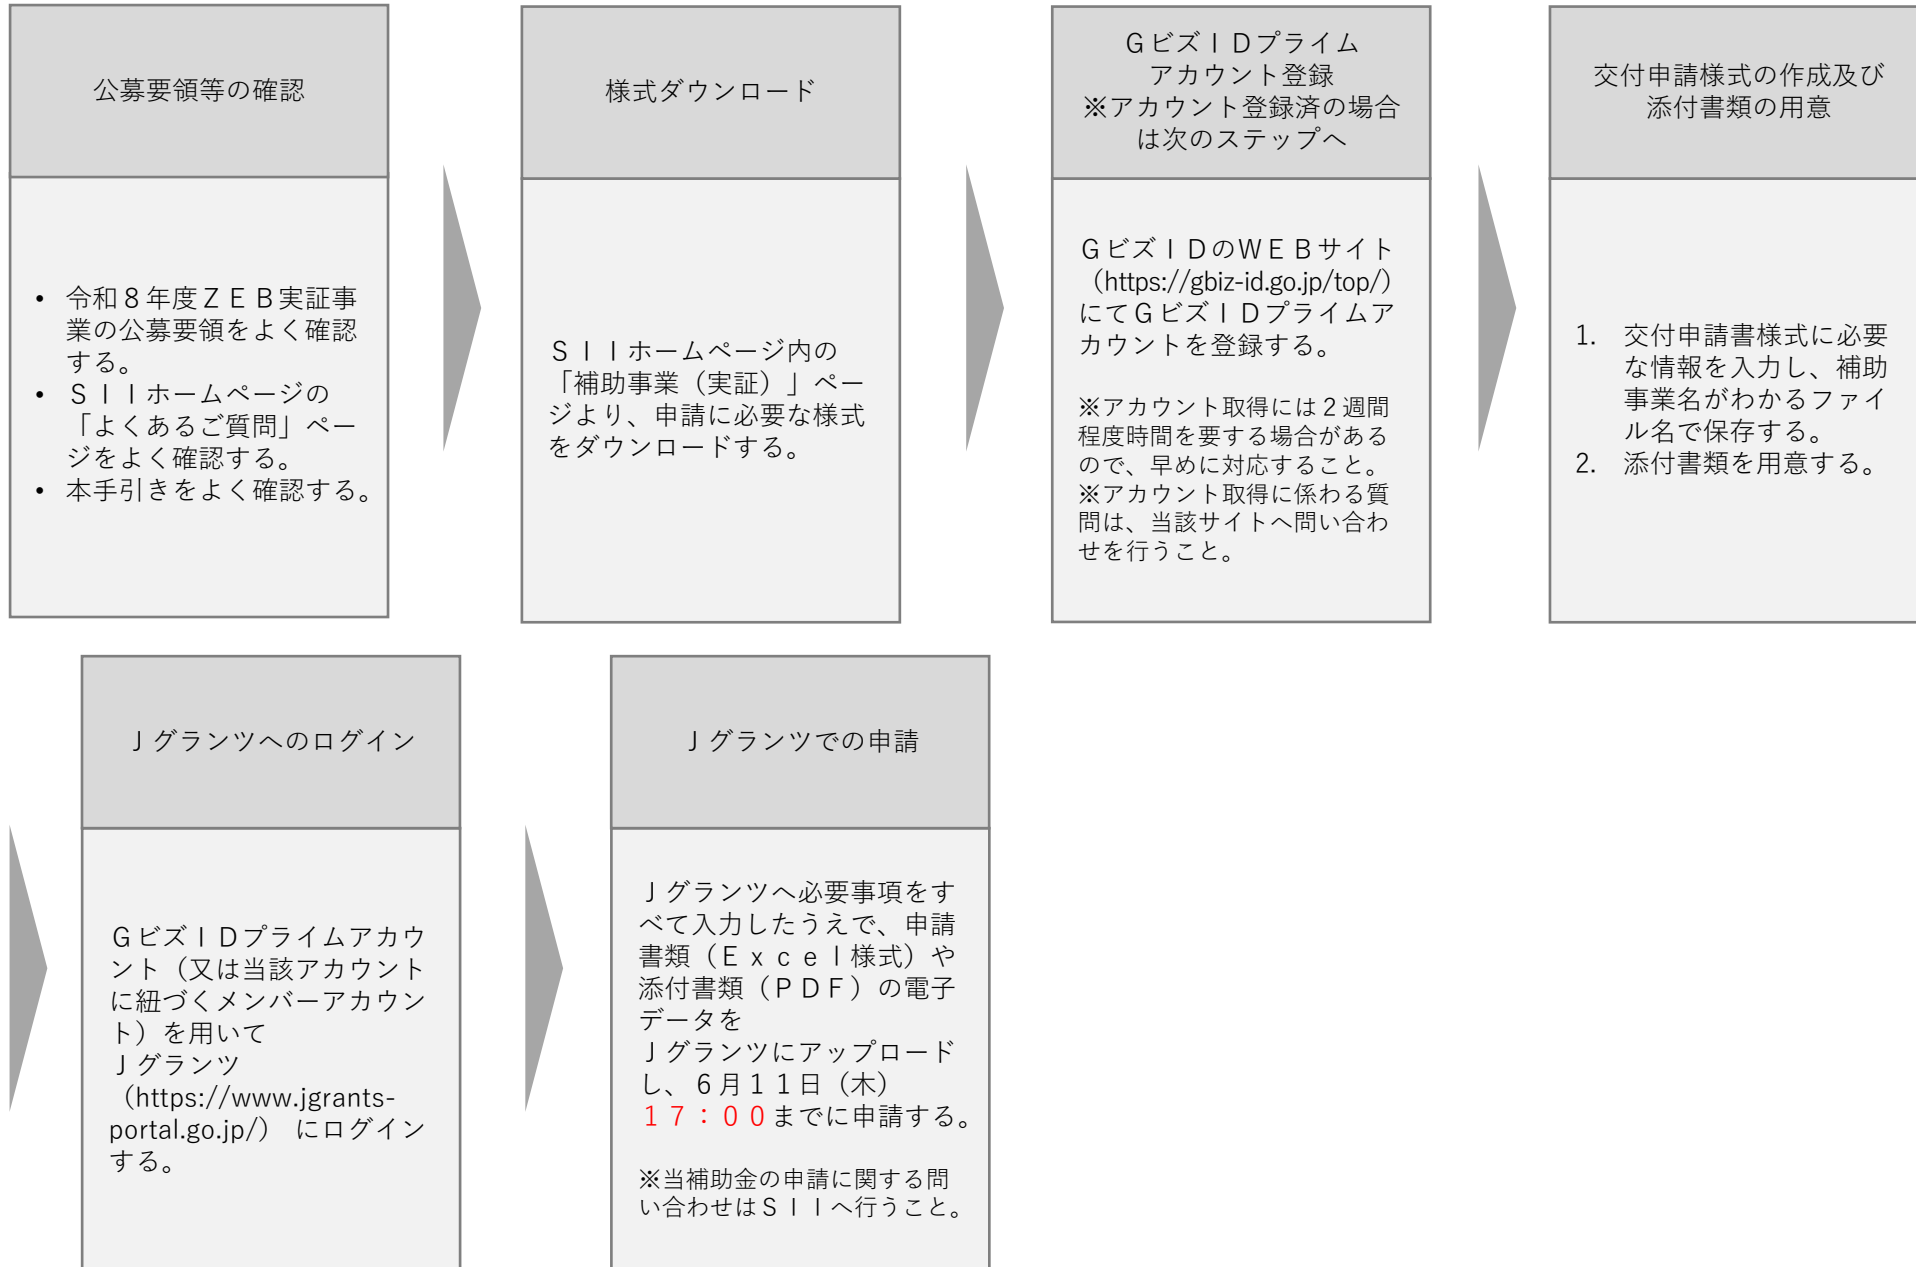 公募要領等の確認
• 令和８年度ＺＥＢ実証事
業の公募要領をよく確認
する。
• ＳＩＩホームページの
「よくあるご質問」ペー
ジをよく確認する。
• 本手引きをよく確認する。
様式ダウンロード
ＳＩＩホームページ内の
「補助事業（実証）」ペー
ジより、申請に必要な様式
をダウンロードする。
ＧビズＩＤプライム
アカウント登録
※アカウント登録済の場合
は次のステップへ
ＧビズＩＤのＷＥＢサイト
（https://gbiz-id.go.jp/top/）
にてＧビズＩＤプライムア
カウントを登録する。
※アカウント取得には２週間
程度時間を要する場合がある
ので、早めに対応すること。
※アカウント取得に係わる質
問は、当該サイトへ問い合わ
せを行うこと。
交付申請様式の作成及び
添付書類の用意
1. 交付申請書様式に必要
な情報を入力し、補助
事業名がわかるファイ
ル名で保存する。
2. 添付書類を用意する。
Ｊグランツへのログイン
ＧビズＩＤプライムアカウ
ント（又は当該アカウント
に紐づくメンバーアカウン
ト）を用いて
Ｊグランツ
（https://www.jgrants-
portal.go.jp/） にログイン
する。
Ｊグランツでの申請
Ｊグランツへ必要事項をす
べて入力したうえで、申請
書類（Ｅｘｃｅｌ様式）や
添付書類（ＰＤＦ）の電子
データを
Ｊグランツにアップロード
し、６月１１日（木）
１７：００までに申請する。
※当補助金の申請に関する問
い合わせはＳＩＩへ行うこと。